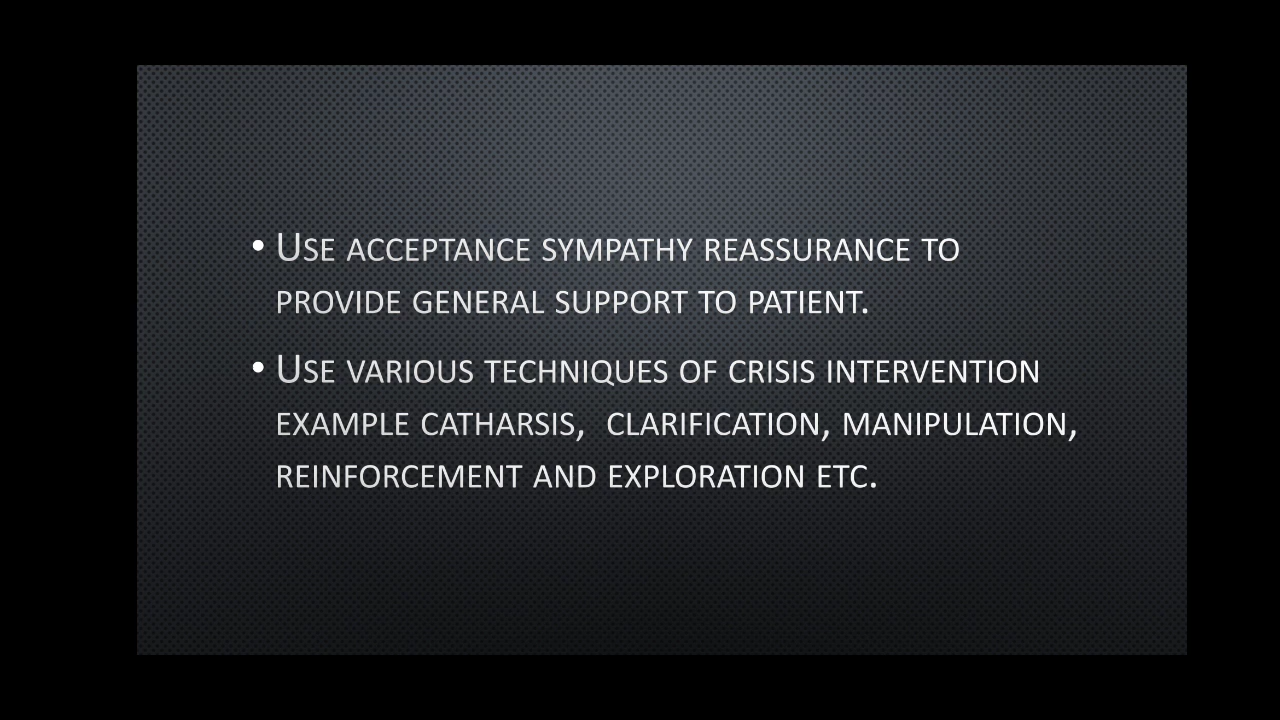 • Use acceptance sympathy reassurance to
provide general support to patient.
• Use various techniques of crisis intervention
example catharsis,  clarification, manipulation,
reinforcement and exploration etc.